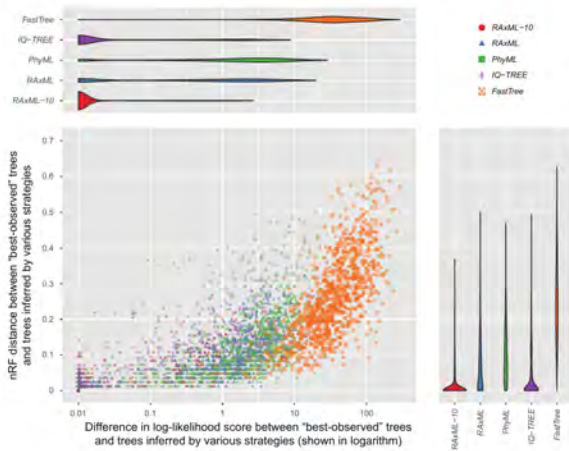 FastTree
IQ-TREE
PhyML
RAxML
RAxML-10
RAxML-10
RAxML
PhyML
IQ-TREE
FastTree
0.7
0.6
0.5
0.4
0.3
0.2
0.1
0
nRF distance between "best-observed" trees
and trees inferred by various strategies
0.01
0.1
1
10
100
Difference in log-likelihood score between "best-observed" trees
and trees inferred by various strategies (shown in logarithm)
RAxML-10
RAxML
PhyML
IQ-TREE
FastTree